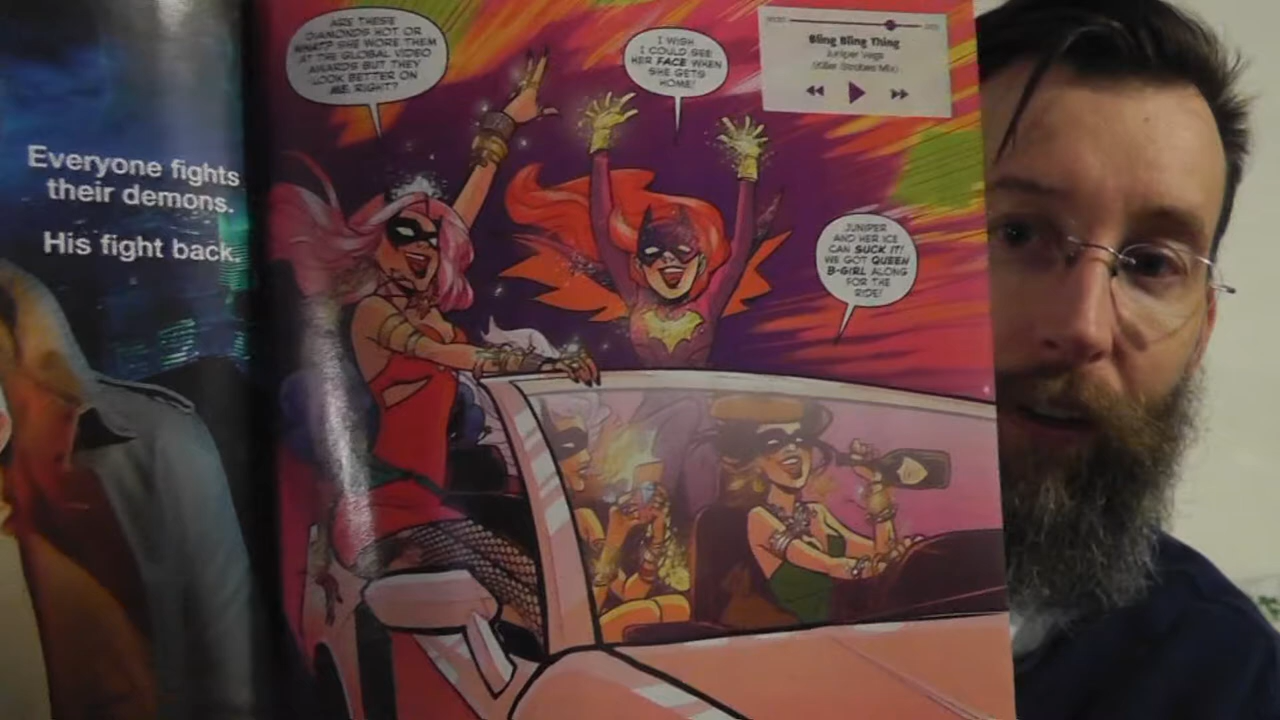 Everyone fights
their demons.
His fight back.
ARE THESE
DIAMONDS HOT OR
WHAT? SHE WORE THEM
AT THE GLOBAL VIDEO
AWARDS BUT THEY
LOOK BETTER ON
ME, RIGHT?
I WISH
I COULD SEE
HER FACE WHEN
SHE GETS
HOME!
Bling Bling Thing
Juniper Vega
(Killer Strobes Mix)
JUNIPER
AND HER ICE
CAN SUCK IT!
WE GOT QUEEN
B-GIRL ALONG
FOR THE
RIDE!